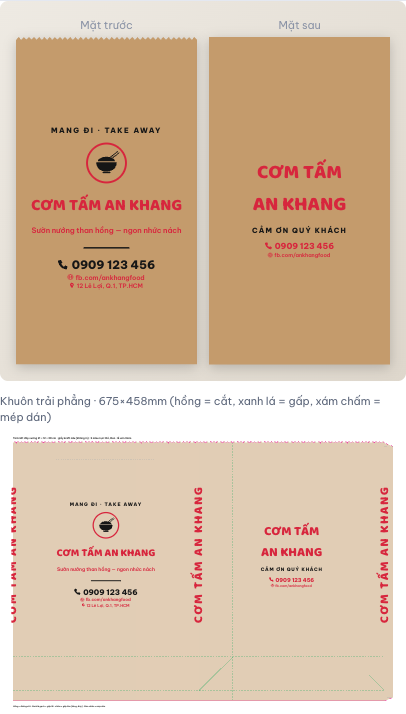 Mặt trước
Mặt sau
MANG ĐI · TAKE AWAY
CƠM TẤM AN KHANG
Sườn nướng than hồng — ngon nhức nách
0909 123 456
fb.com/ankhangfood
12 Lê Lợi, Q.1, TP.HCM
CƠM TẤM
AN KHANG
CẢM ƠN QUÝ KHÁCH
0909 123 456
fb.com/ankhangfood
Khuôn trải phẳng · 675×458mm (hồng = cắt, xanh lá = gấp, xám chấm =
mép dán)
CƠM TẤM AN KHANG
MANG ĐI · TAKE AWAY
CƠM TẤM AN KHANG
Sườn nướng than hồng — ngon nhức nách
0909 123 456
fb.com/ankhangfood
12 Lê Lợi, Q.1, TP.HCM
CƠM TẤM AN KHANG
CƠM TẤM
AN KHANG
CẢM ƠN QUÝ KHÁCH
0909 123 456
fb.com/ankhangfood
CƠM TẤM AN KHANG